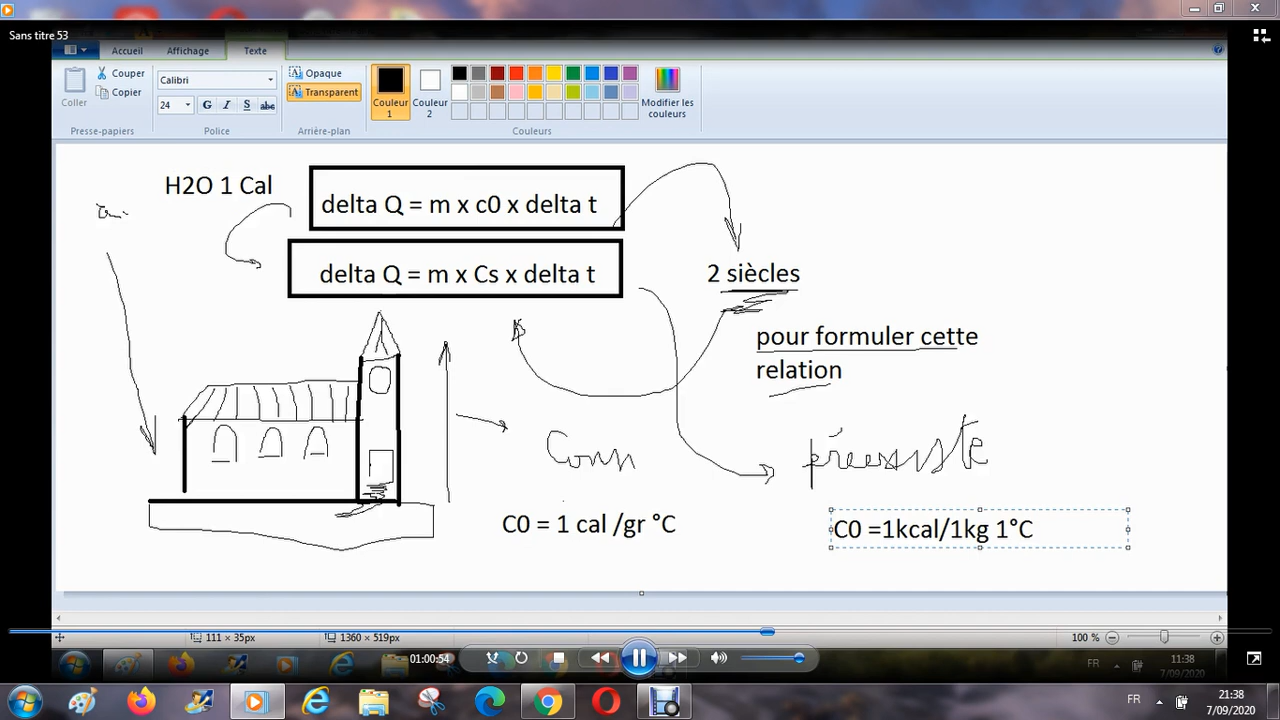 Sans titre 53
Accueil
Affichage
Texte
Coller
Couper
Copier
Presse-papiers
Calibri
24
G I S abc
Police
Opaque
Transparent
Arrière-plan
Couleur 1
Couleur 2
Modifier les couleurs
Couleurs
H2O 1 Cal
delta Q = m x c0 x delta t
delta Q = m x Cs x delta t
2 siècles
pour formuler cette
relation
préexiste
C0 = 1 cal /gr °C
C0 =1kcal/1kg 1°C
111 × 35px
1360 × 519px
100 %
01:00:54
FR
11:38
7/09/2020
FR
21:38
7/09/2020